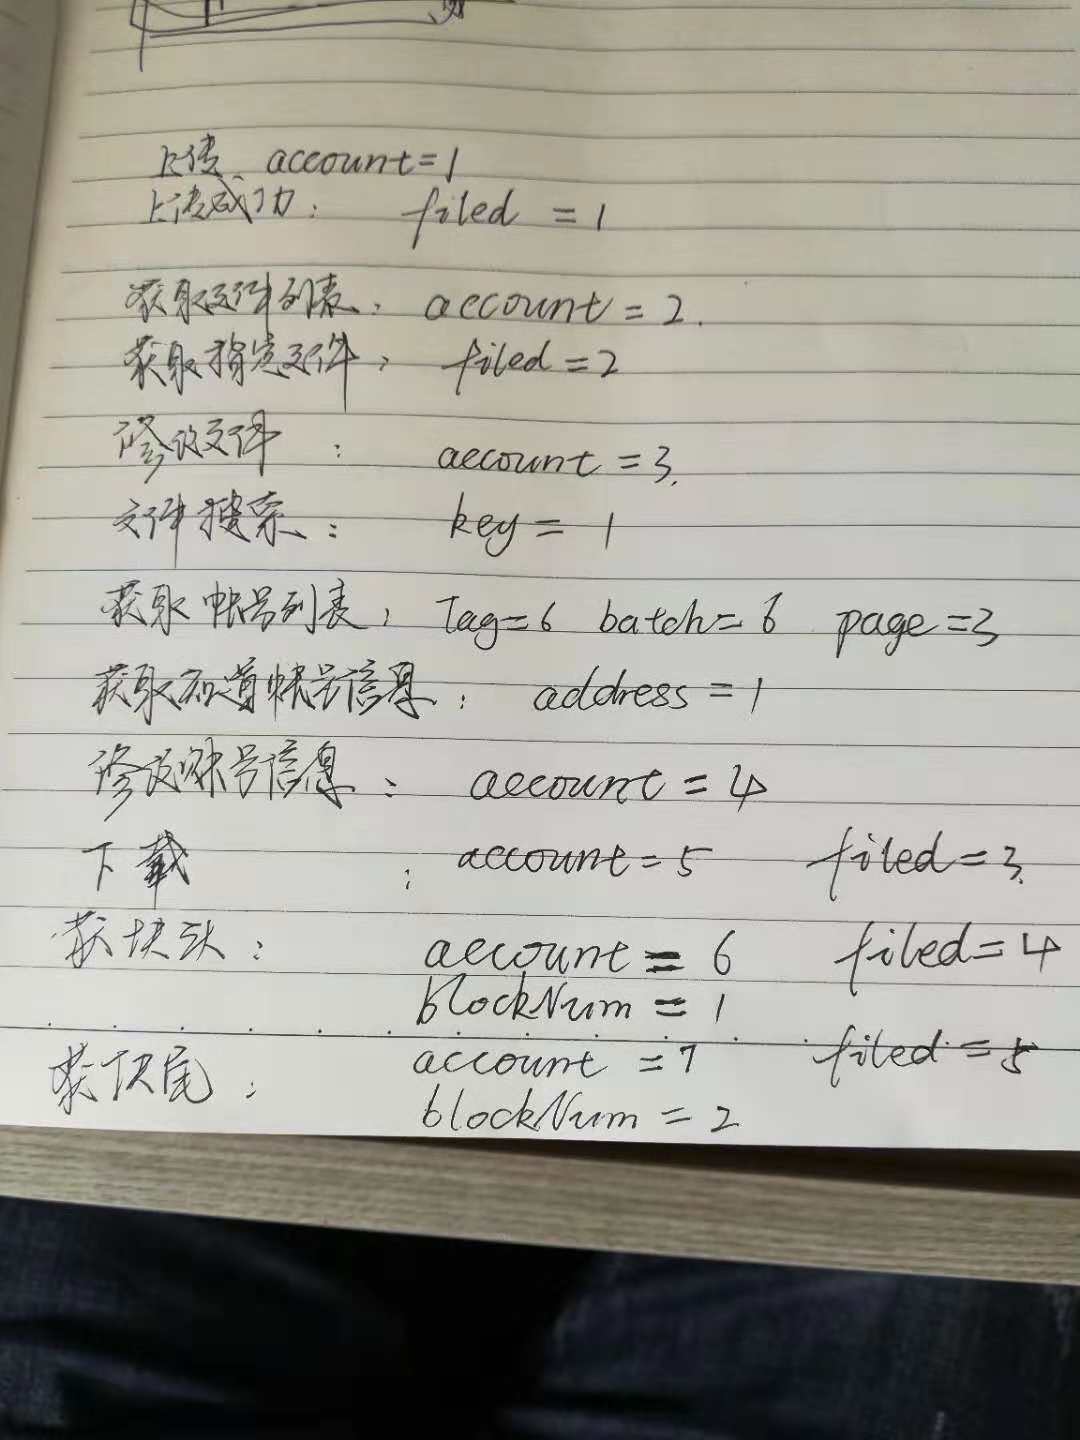 上传、account=1
上传成功: filed = 1
获取文件列表: account = 2.
获取指定文件: filed = 2
修改文件 : account = 3.
文件搜索: key = 1
获取帐号列表: Tag=6 batch=6 page=3
获取知道帐号信息: address = 1
修改帐号信息: account = 4
下载 : account = 5 filed = 3.
获块头: account = 6 filed = 4
blockNum = 1
获块尾: account = 7 filed = 5
blockNum = 2